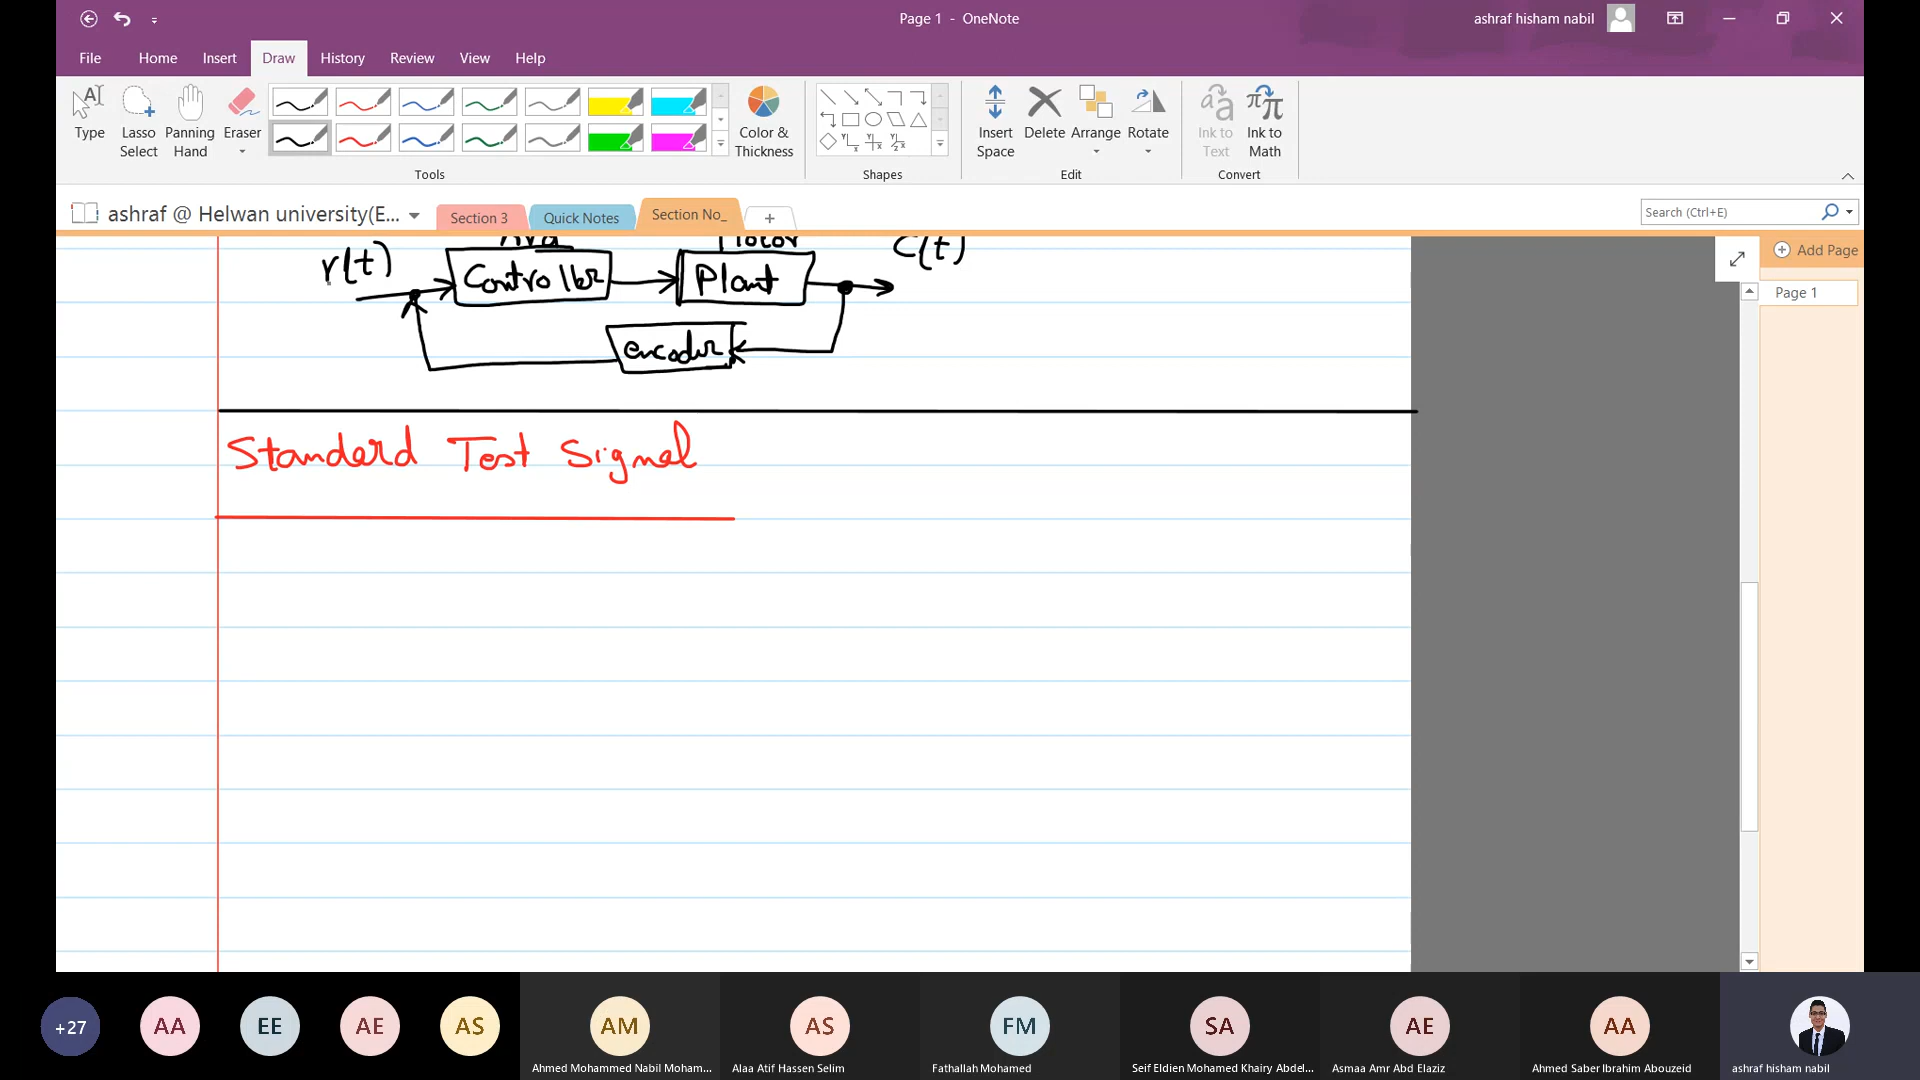 Page 1 - OneNote
ashraf hisham nabil
File Home Insert Draw History Review View Help
Type
Lasso Select
Panning Hand
Eraser
Color & Thickness
Insert Space
Delete
Arrange
Rotate
Ink to Text
Ink to Math
Tools
Shapes
Edit
Convert
ashraf @ Helwan university(E...
Section 3
Quick Notes
Section No_
Search (Ctrl+E)
Add Page
Page 1
Motor
r(t)
Controller
Plant
C(t)
encoder
Standard Test Signal
+27 AA EE AE AS AM AS FM SA AE AA
Ahmed Mohammed Nabil Moham...
Alaa Atif Hassen Selim
Fathallah Mohamed
Seif Eldien Mohamed Khairy Abdel...
Asmaa Amr Abd Elaziz
Ahmed Saber Ibrahim Abouzeid
ashraf hisham nabil